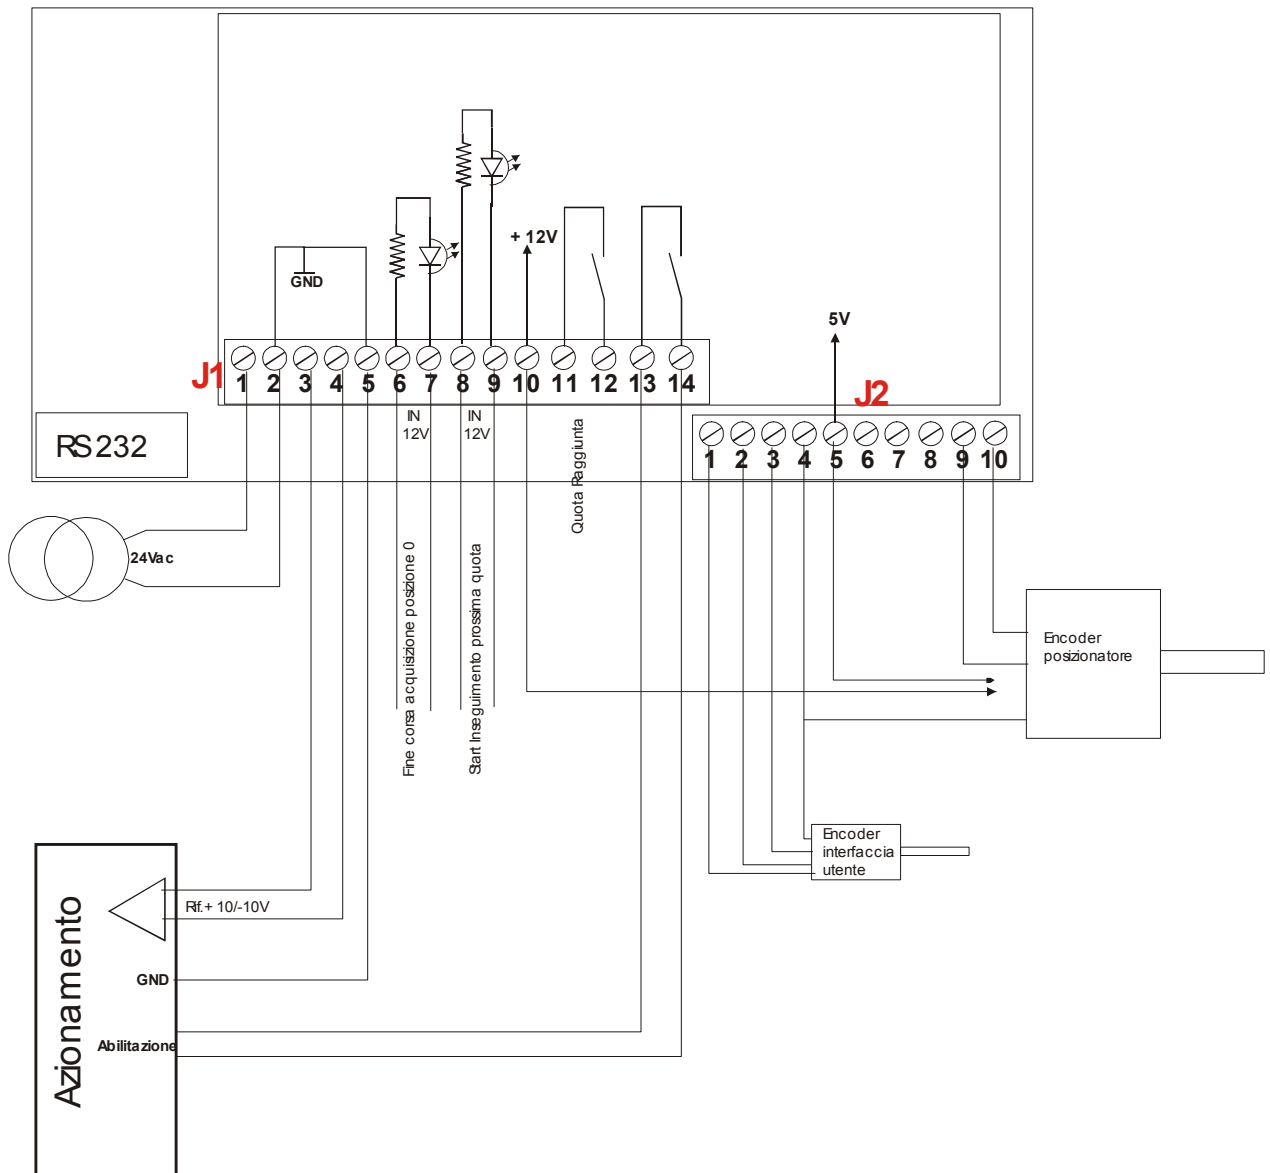 + 12V
GND
5V
J1
1 2 3 4 5 6 7 8 9 10 11 12 13 14
J2
IN
12V
IN
12V
RS232
1 2 3 4 5 6 7 8 9 10
Quota Raggiunta
24Vac
Fine corsa acquisizione posizione 0
Start Inseguimento prossima quota
Encoder
posizionatore
Encoder
interfaccia
utente
Azionamento
Rif.+ 10/-10V
GND
Abilitazione